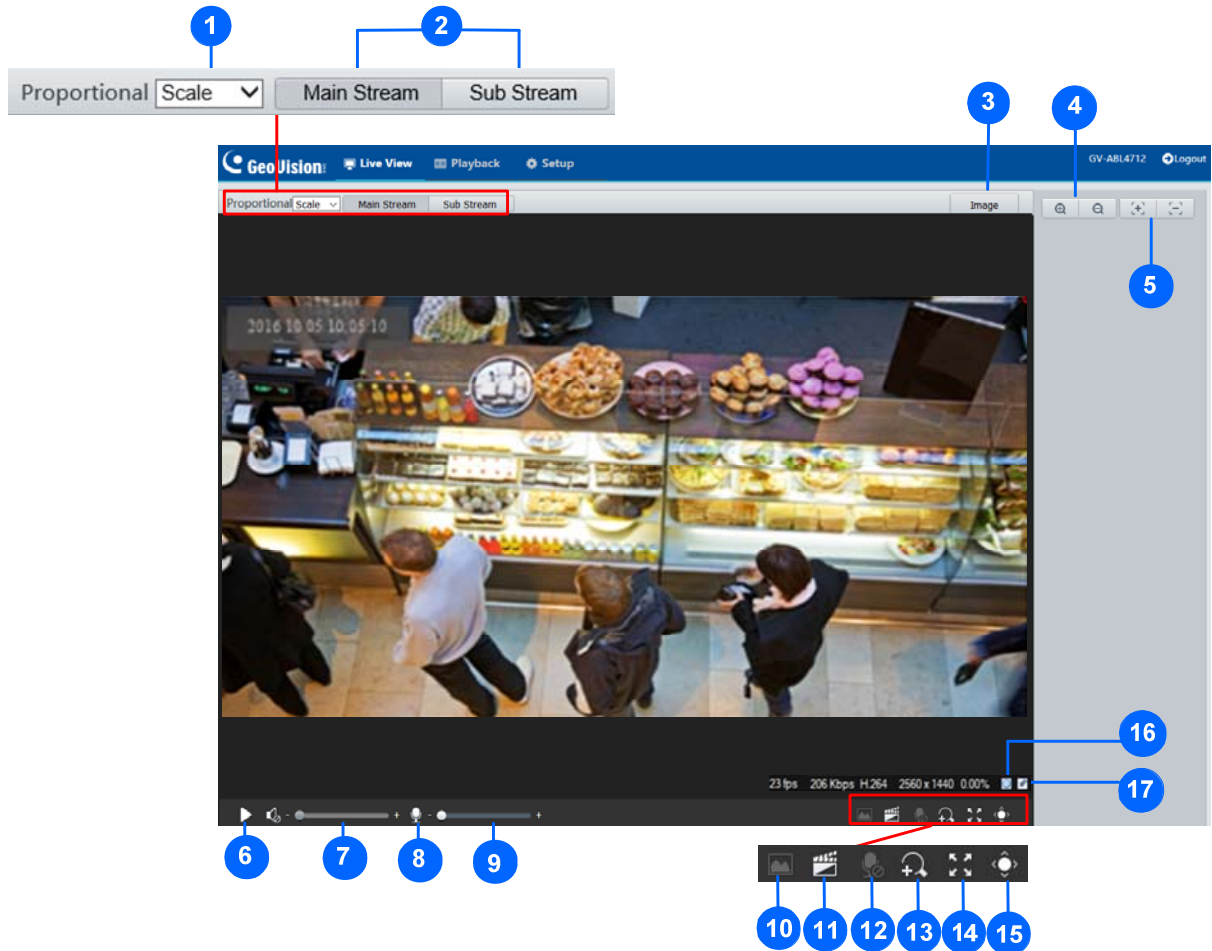 1
2
Proportional Scale Main Stream Sub Stream
3
4
GeoVision Live View Playback Setup GV-ABL4712 Logout
Proportional Scale Main Stream Sub Stream Image
5
2016 10 05 10:05:10
16
23 fps 206 Kbps H.264 2560 x 1440 0.00%
17
- + - +
6
7
8
9
10
11
12
13
14
15